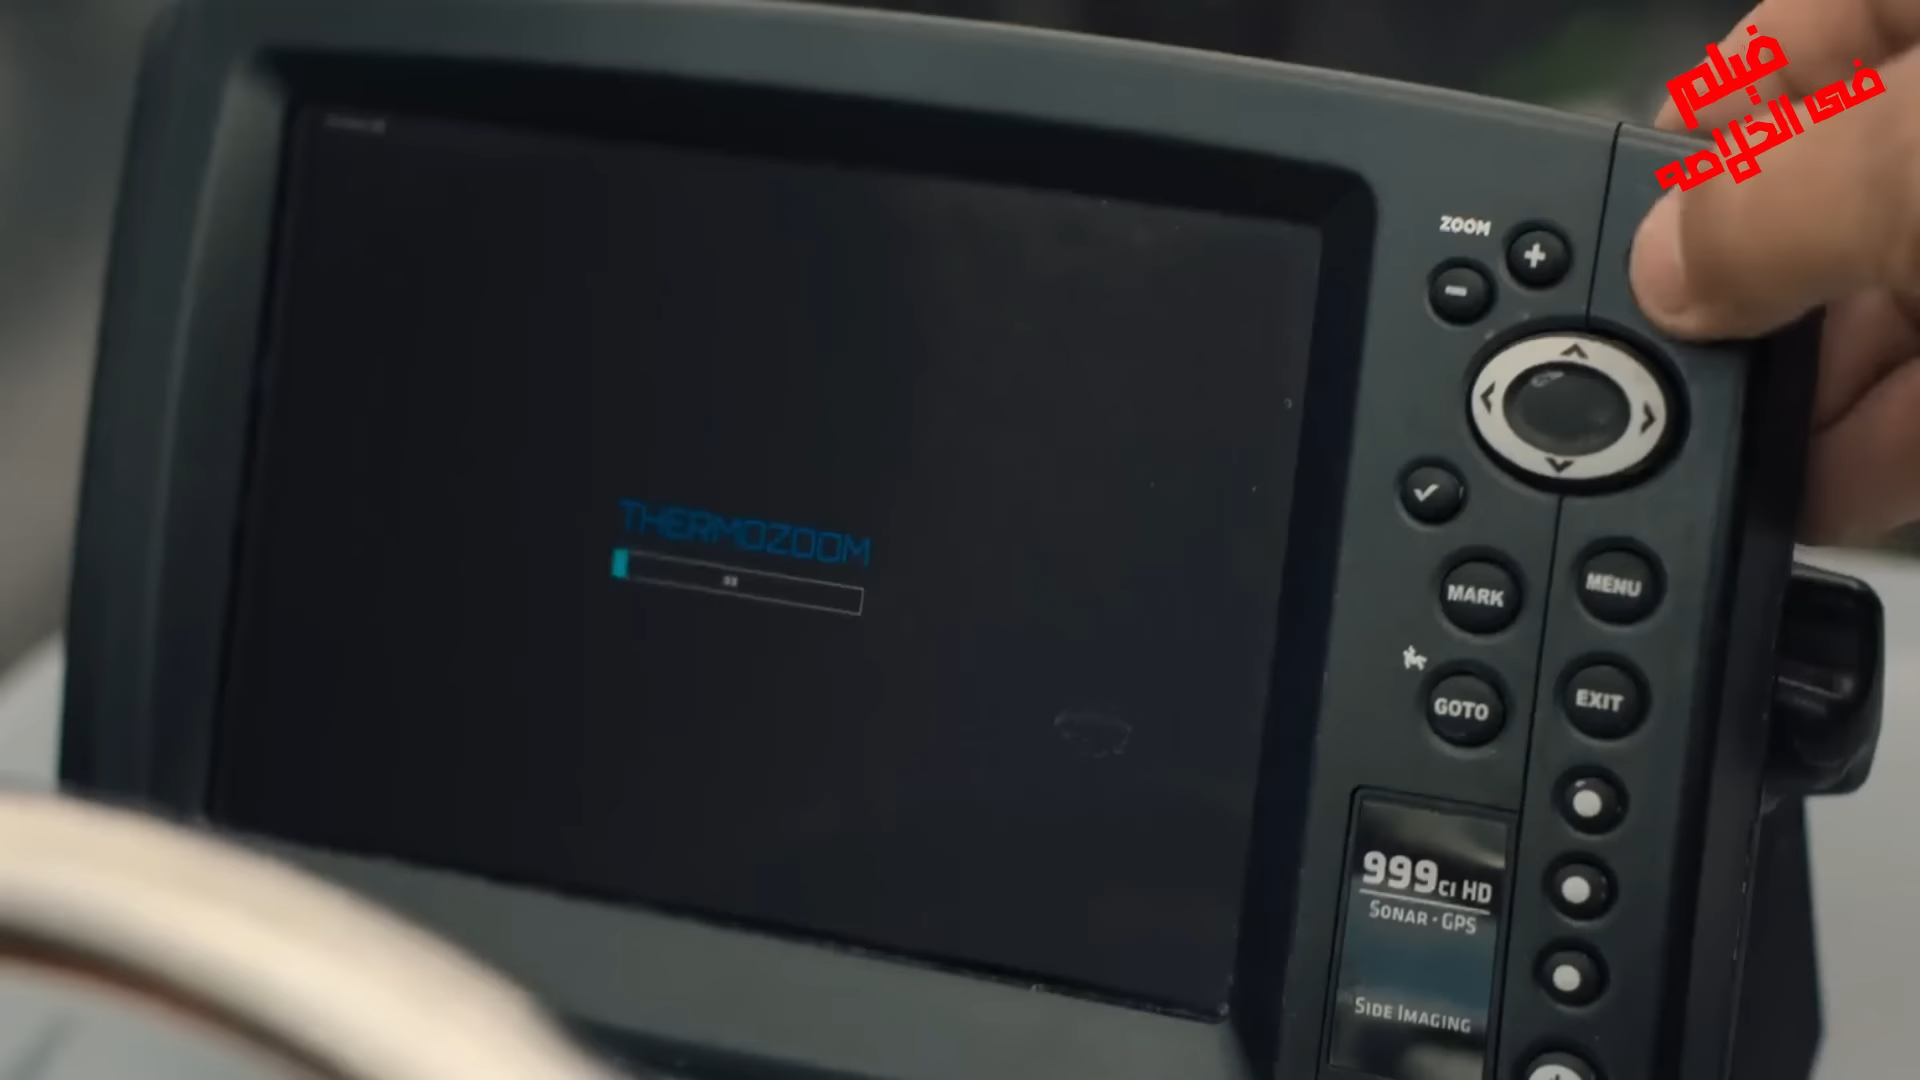 فيلم
فى الخلاصه
ZOOM
THERMOZOOM
MARK
MENU
GOTO
EXIT
999CI HD
SONAR · GPS
SIDE IMAGING